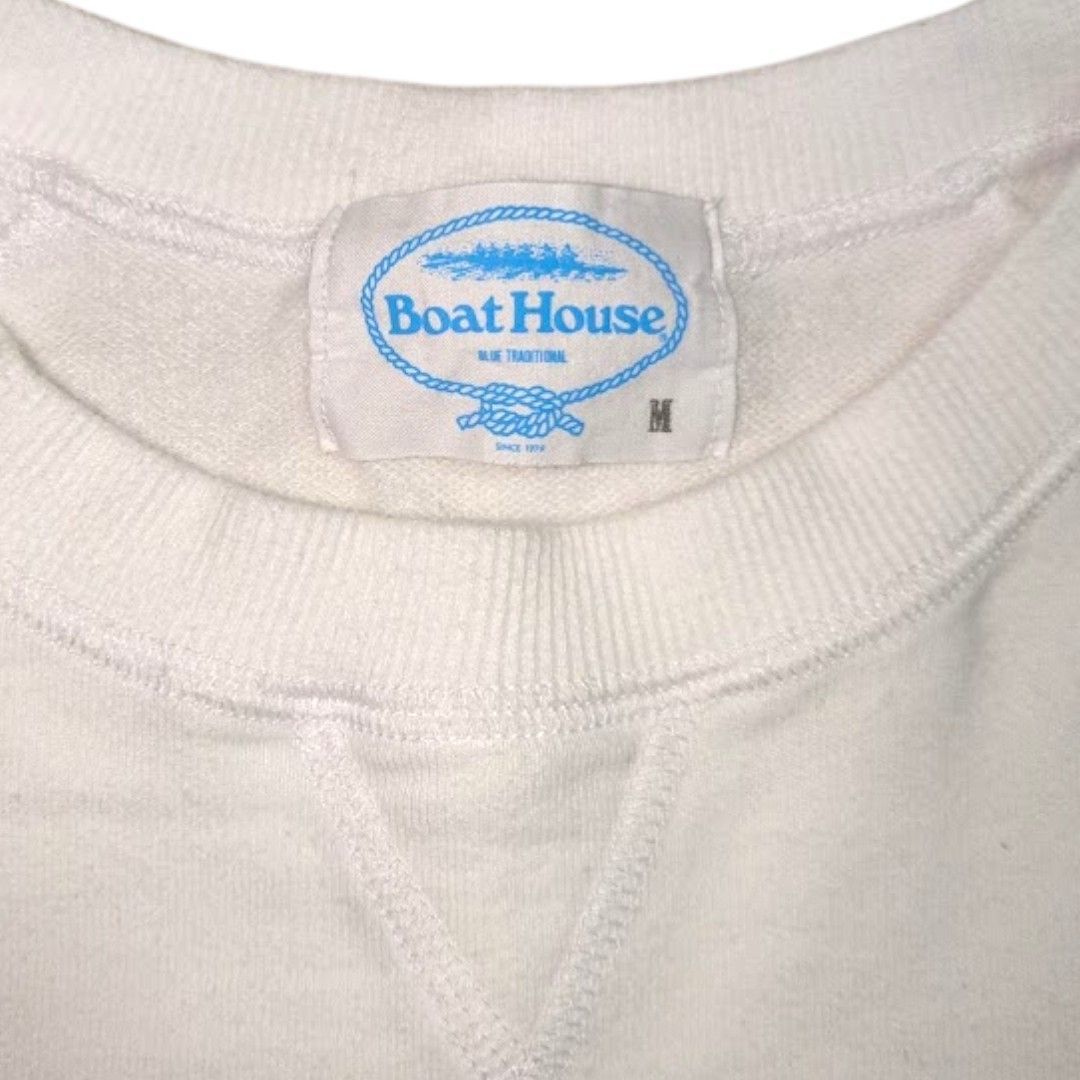 Boat House®
BLUE TRADITIONAL
M
SINCE 1979